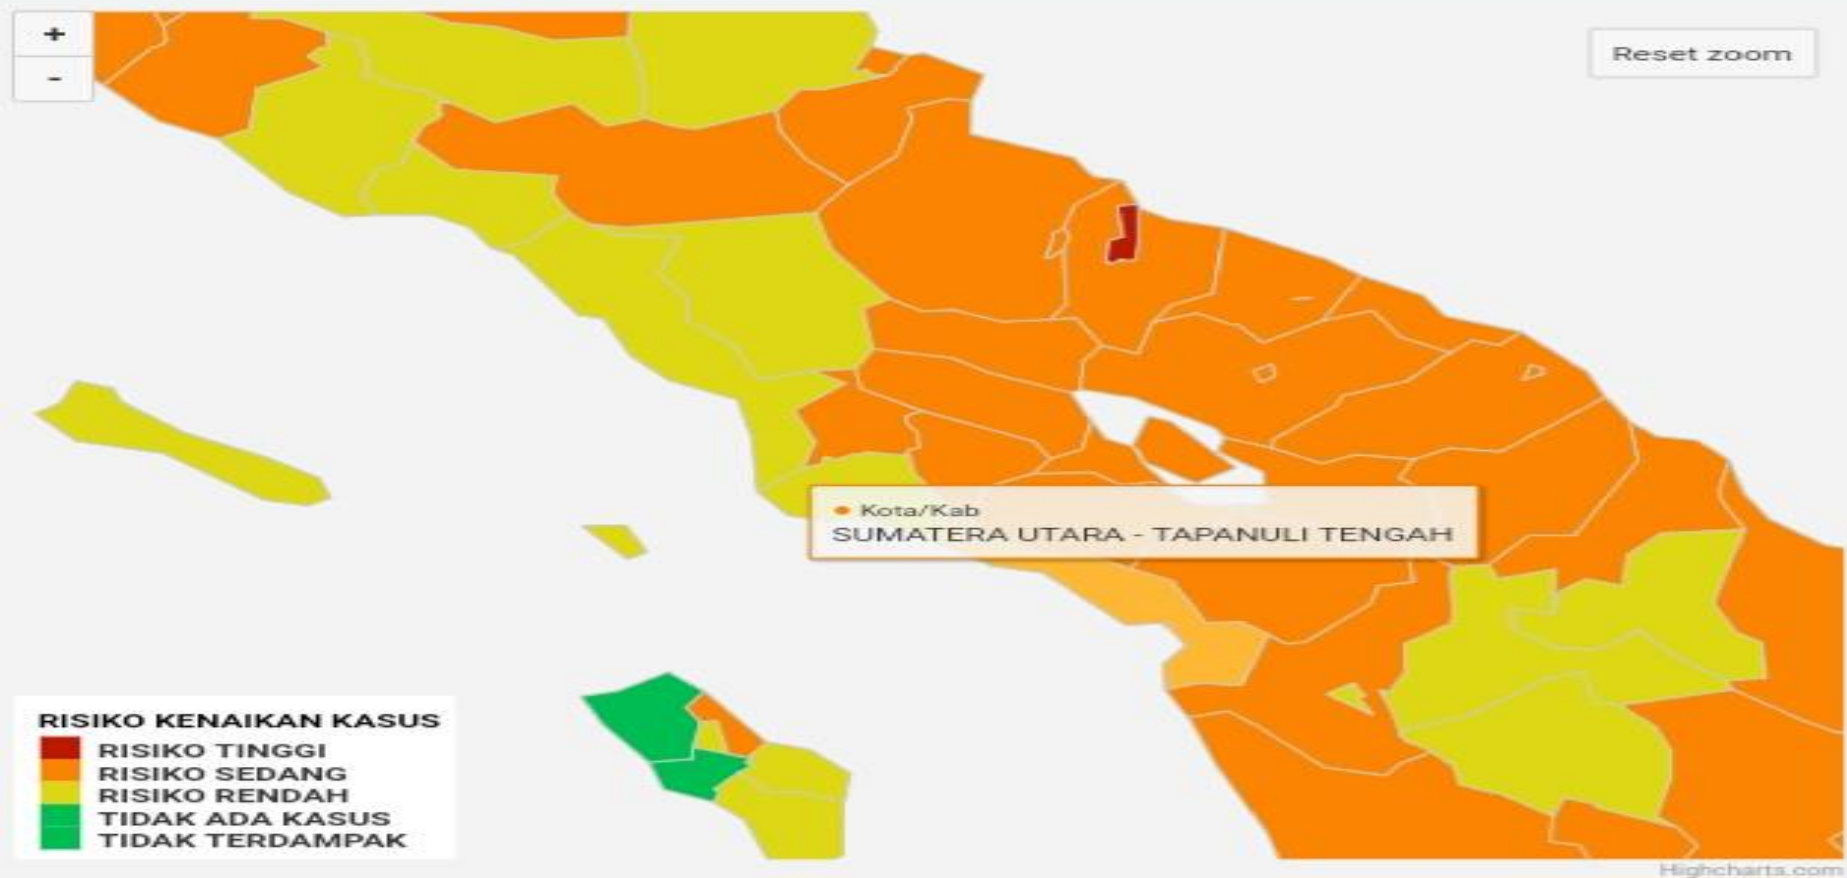 +
-
Reset zoom
Kota/Kab
SUMATERA UTARA - TAPANULI TENGAH
RISIKO KENAIKAN KASUS
RISIKO TINGGI
RISIKO SEDANG
RISIKO RENDAH
TIDAK ADA KASUS
TIDAK TERDAMPAK
Highcharts.com